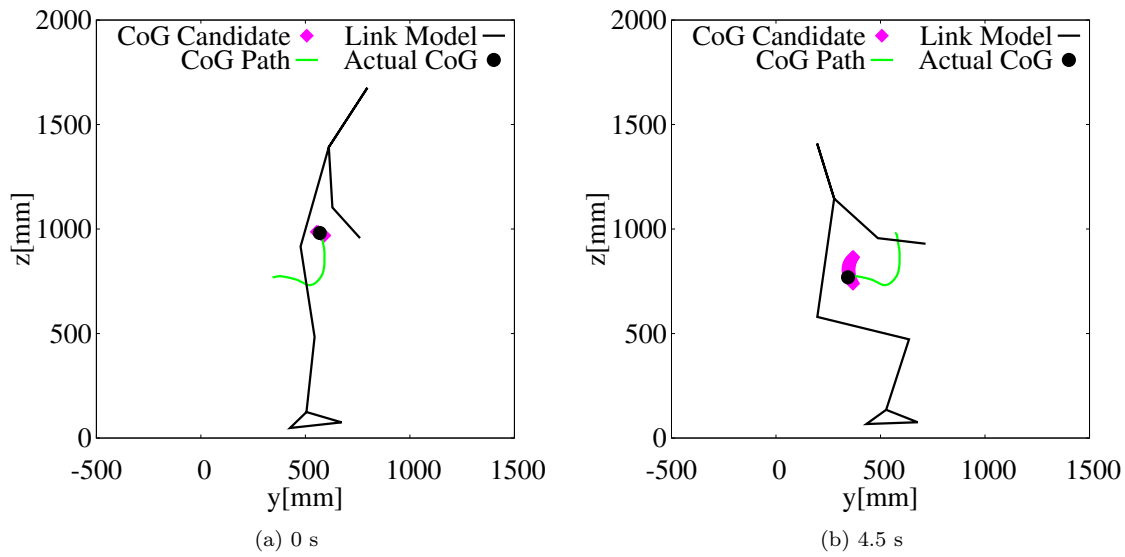 2000
CoG Candidate
Link Model
CoG Path
Actual CoG
1500
1000
500
0
z[mm]
-500 0 500 1000 1500
y[mm]
(a) 0 s
2000
CoG Candidate
Link Model
CoG Path
Actual CoG
1500
1000
500
0
z[mm]
-500 0 500 1000 1500
y[mm]
(b) 4.5 s